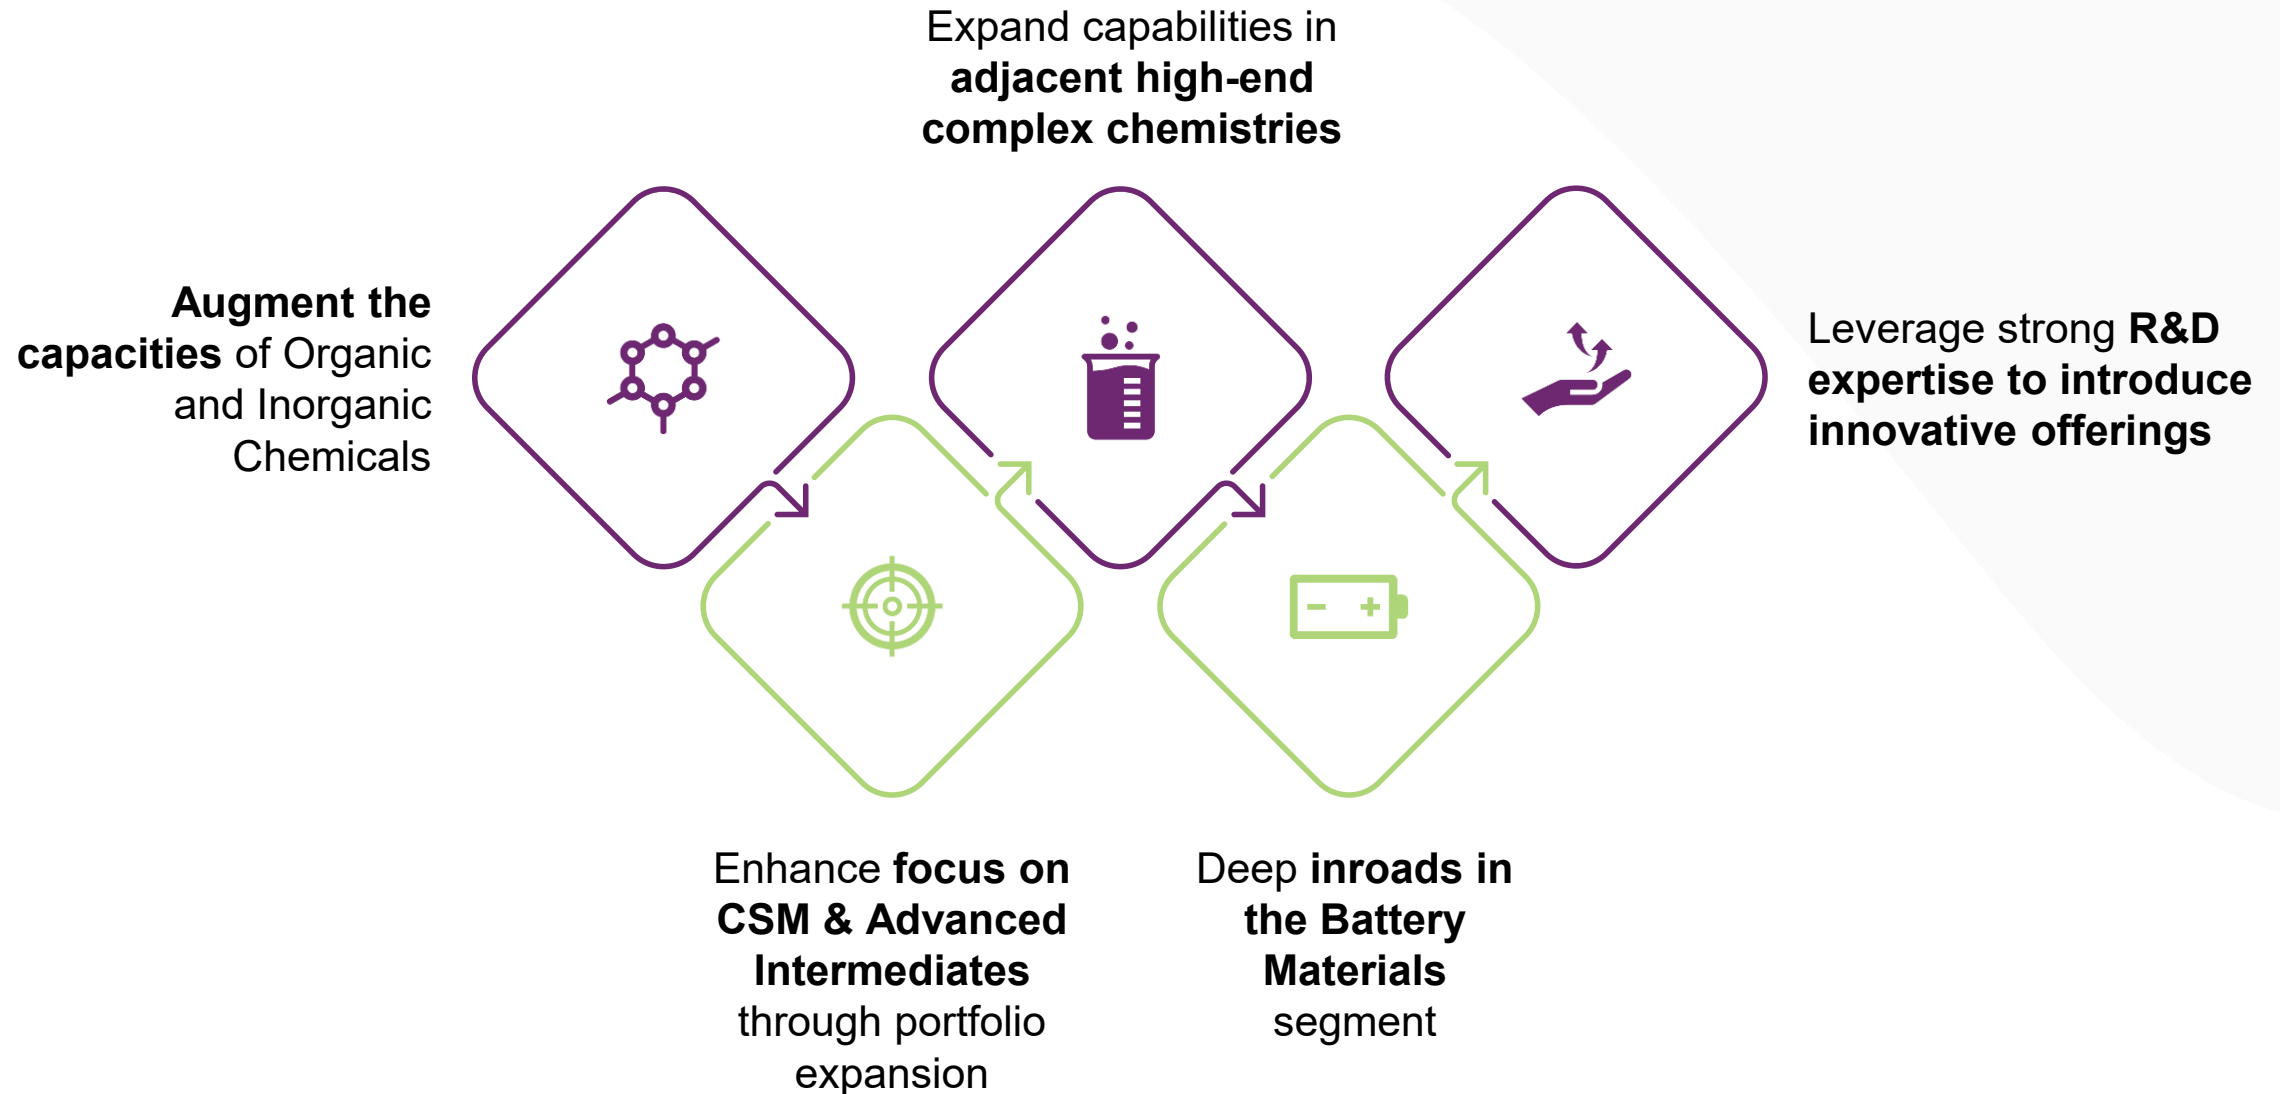 Expand capabilities in
adjacent high-end
complex chemistries
Augment the
capacities of Organic
and Inorganic
Chemicals
Leverage strong R&D
expertise to introduce
innovative offerings
Enhance focus on
CSM & Advanced
Intermediates
through portfolio
expansion
Deep inroads in
the Battery
Materials
segment